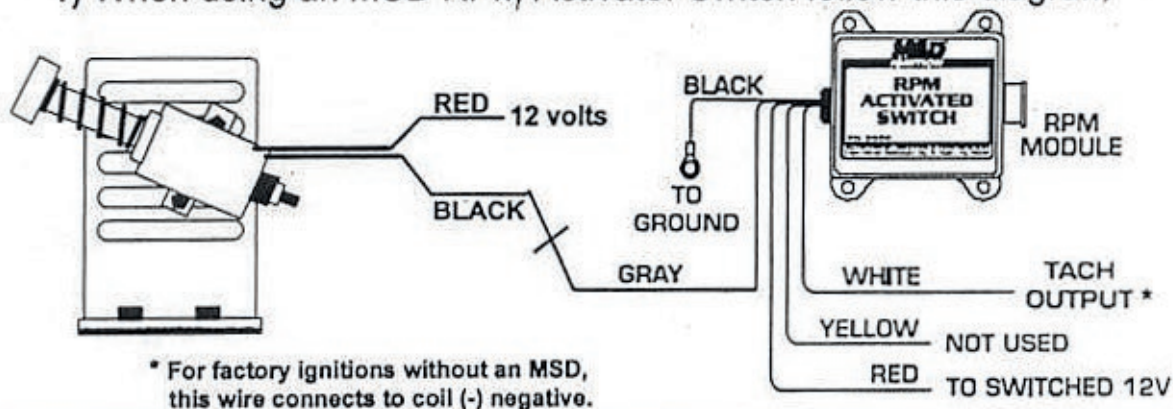 BLACK
RED 12 volts
BLACK
GRAY
TO
GROUND
MSD
RPM
ACTIVATED
SWITCH
RPM
MODULE
WHITE TACH
OUTPUT *
YELLOW NOT USED
RED TO SWITCHED 12V
* For factory ignitions without an MSD,
this wire connects to coil (-) negative.